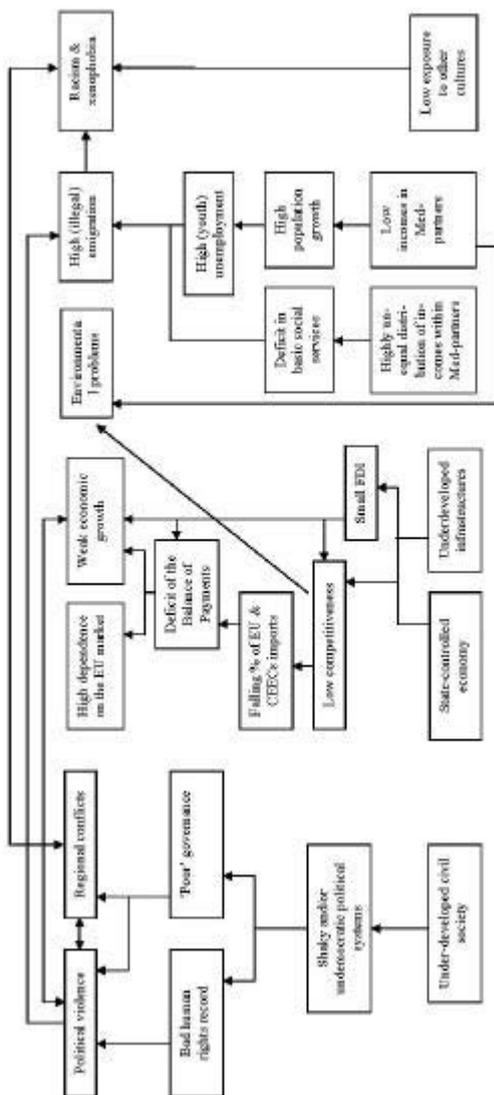 Political violence
Regional conflicts
High dependence
on the EU market
Weak economic growth
Environmenta
l problems
High (illegal)
emigration
Racism &
xenophobia
Bad human
rights record
'Poor' governance
Deficit of the
Balance of
Payments
Falling % of EU &
CEECs imports
High (youth)
unemployment
Deficit in
basic social
services
High
population
growth
Shaky and/or
undemocratic political
systems
Low competitiveness
Small FDI
Under-developed civil
society
State-controlled
economy
Underdeveloped
infrastructures
Highly un-
equal distri-
bution of in-
comes within
Med-partners
Low
incomes in
Med-
partners
Low exposure
to other
cultures